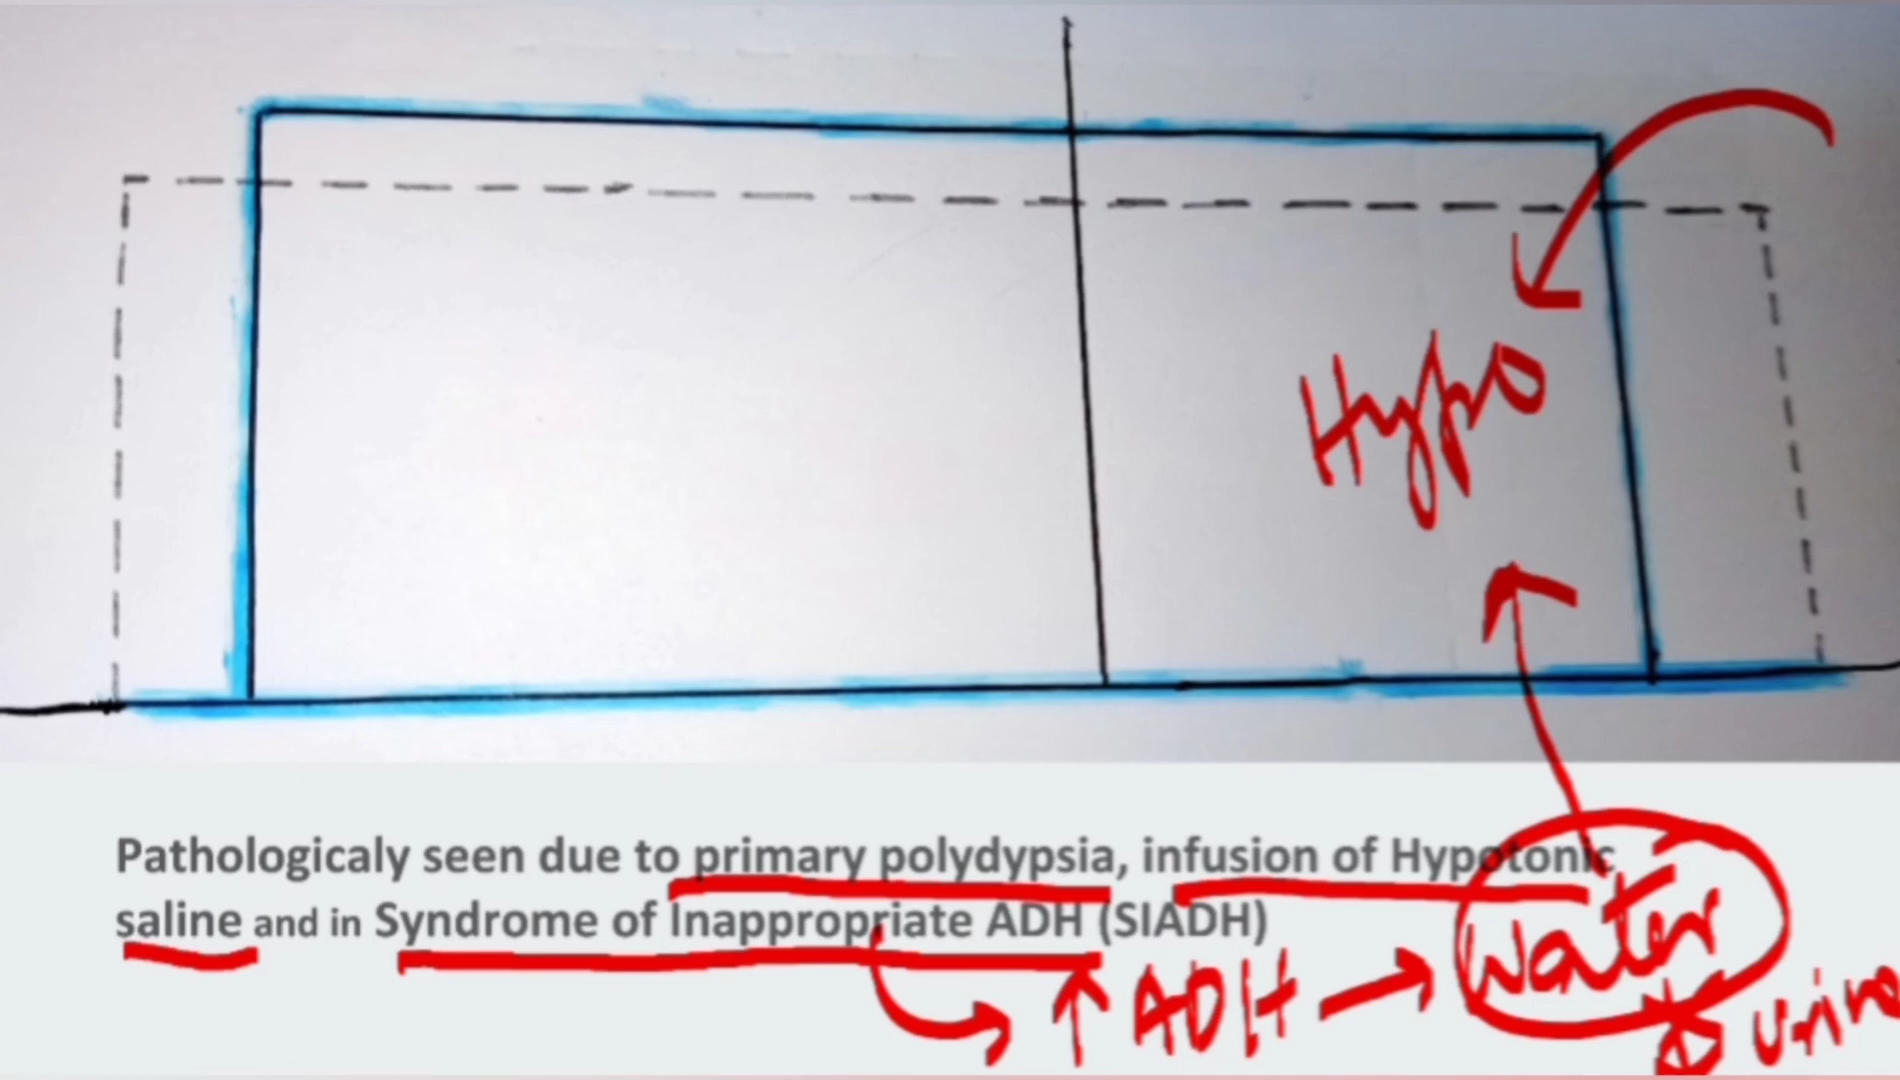 Hypo
Pathologicaly seen due to primary polydypsia, infusion of Hypotonic
saline and in Syndrome of Inappropriate ADH (SIADH)
↑ ADH → Water